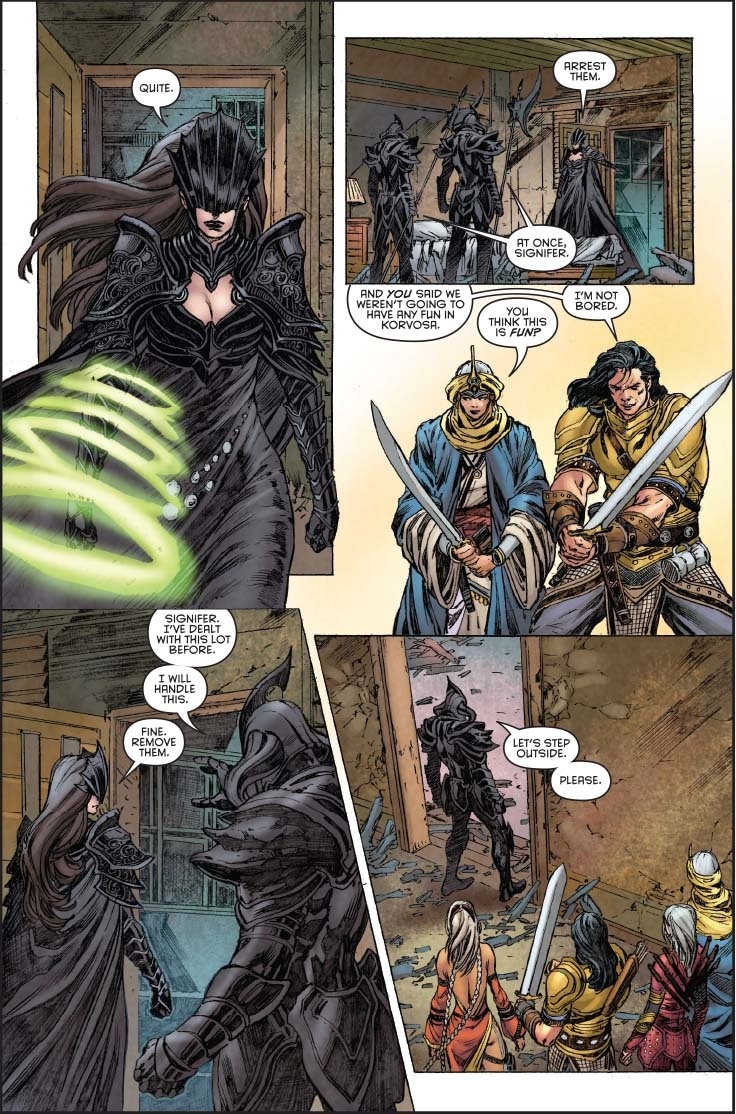 QUITE.
ARREST
THEM.
AT ONCE,
SIGNIFER.
AND YOU SAID WE
WEREN'T GOING TO
HAVE ANY FUN IN
KORVOSA.
YOU
THINK THIS
IS FUN?
I'M NOT
BORED.
SIGNIFER.
I'VE DEALT
WITH THIS LOT
BEFORE.
I WILL
HANDLE
THIS.
FINE.
REMOVE
THEM.
LET'S STEP
OUTSIDE.
PLEASE.